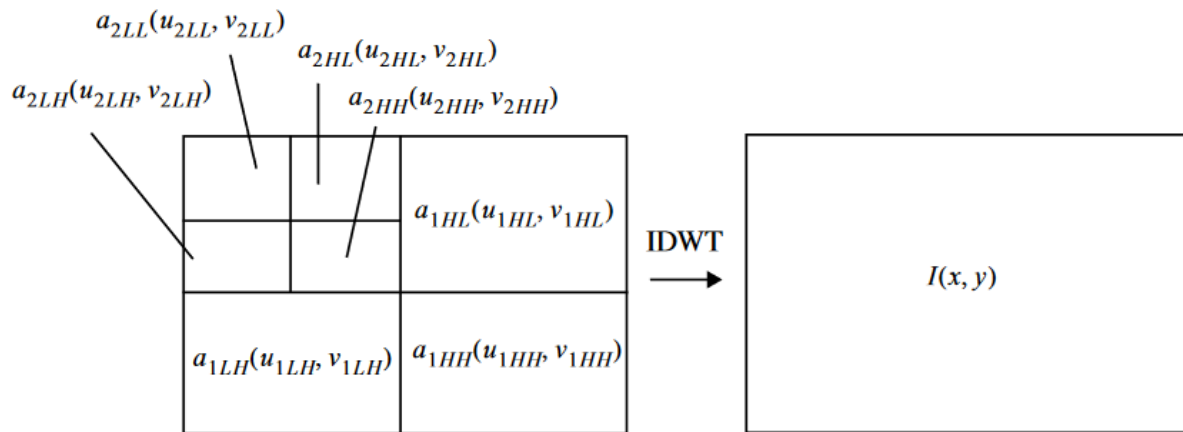 a2LL(u2LL, v2LL)
a2HL(u2HL, v2HL)
a2LH(u2LH, v2LH)
a2HH(u2HH, v2HH)
a1HL(u1HL, v1HL)
IDWT
I(x, y)
a1LH(u1LH, v1LH)
a1HH(u1HH, v1HH)